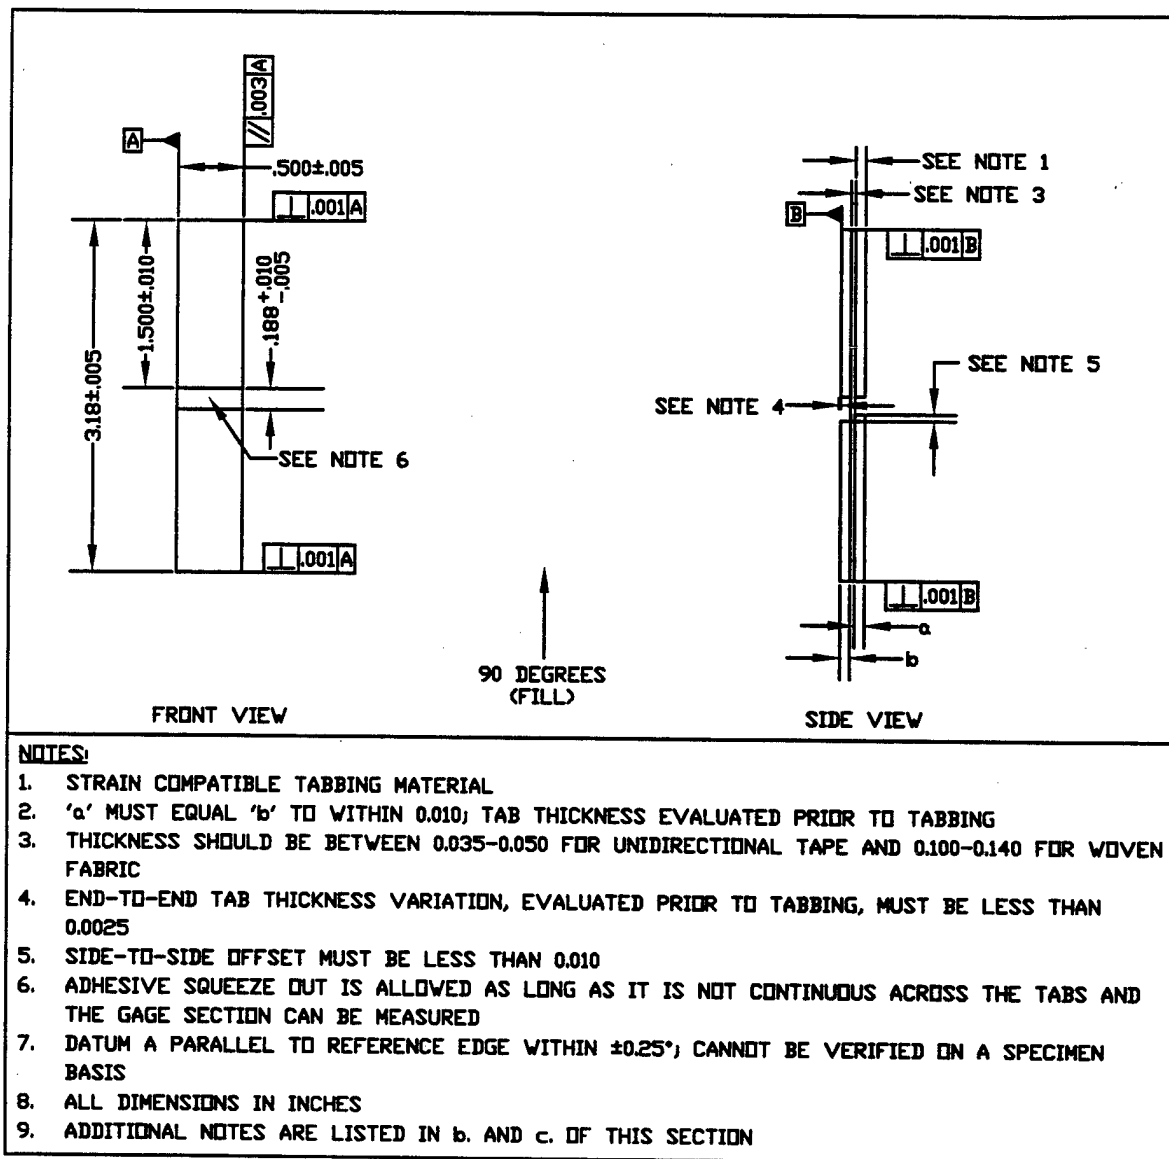 // .003 A
A
.500±.005
⊥ .001 A
3.18±.005
1.500±.010
.188 +.010 -.005
SEE NOTE 6
⊥ .001 A
FRONT VIEW
90 DEGREES
(FILL)
SEE NOTE 1
SEE NOTE 3
B
⊥ .001 B
SEE NOTE 5
SEE NOTE 4
⊥ .001 B
a
b
SIDE VIEW
NOTES:
1. STRAIN COMPATIBLE TABBING MATERIAL
2. 'a' MUST EQUAL 'b' TO WITHIN 0.010; TAB THICKNESS EVALUATED PRIOR TO TABBING
3. THICKNESS SHOULD BE BETWEEN 0.035-0.050 FOR UNIDIRECTIONAL TAPE AND 0.100-0.140 FOR WOVEN
FABRIC
4. END-TO-END TAB THICKNESS VARIATION, EVALUATED PRIOR TO TABBING, MUST BE LESS THAN
0.0025
5. SIDE-TO-SIDE OFFSET MUST BE LESS THAN 0.010
6. ADHESIVE SQUEEZE OUT IS ALLOWED AS LONG AS IT IS NOT CONTINUOUS ACROSS THE TABS AND
THE GAGE SECTION CAN BE MEASURED
7. DATUM A PARALLEL TO REFERENCE EDGE WITHIN ±0.25°; CANNOT BE VERIFIED ON A SPECIMEN
BASIS
8. ALL DIMENSIONS IN INCHES
9. ADDITIONAL NOTES ARE LISTED IN b. AND c. OF THIS SECTION